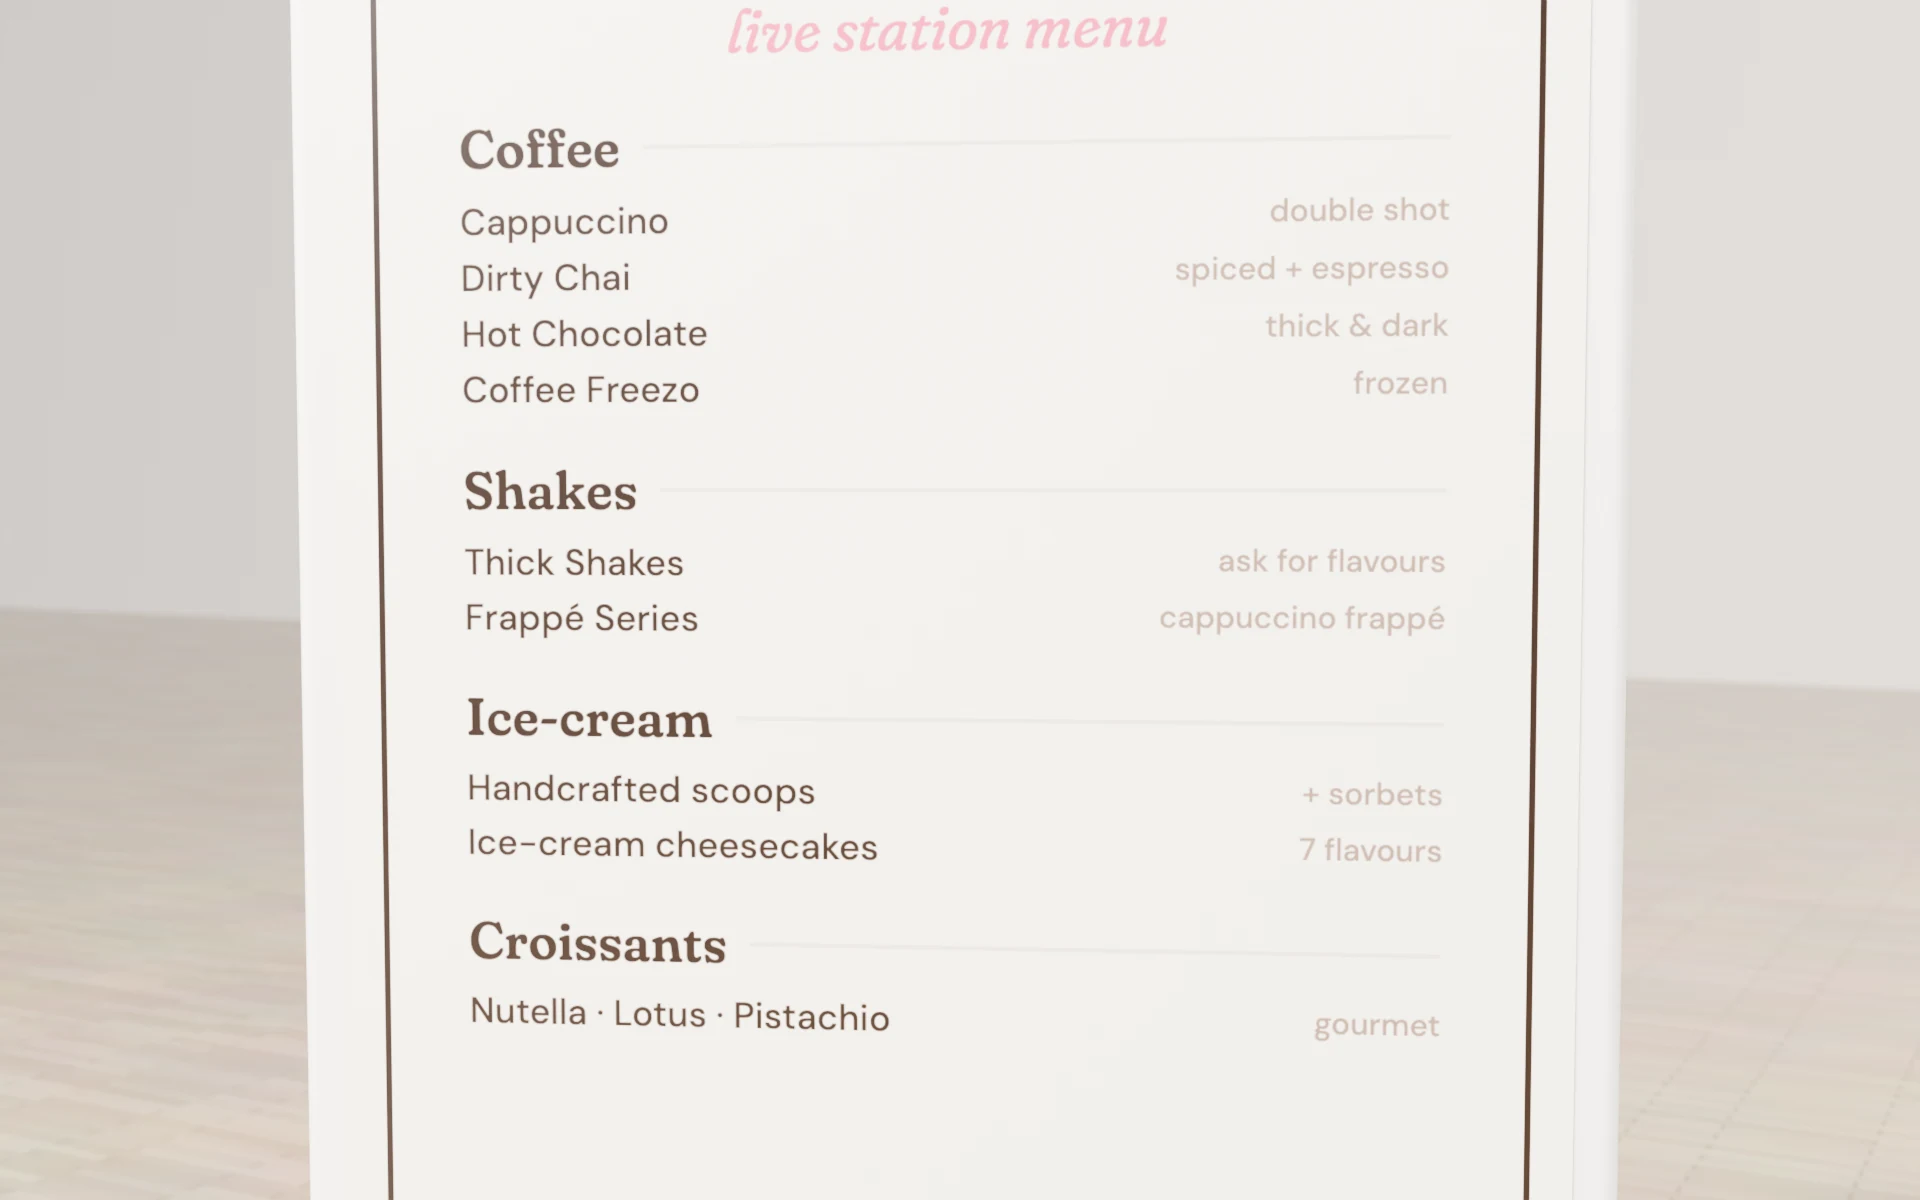 live station menu
Coffee
Cappuccino double shot
Dirty Chai spiced + espresso
Hot Chocolate thick & dark
Coffee Freezo frozen
Shakes
Thick Shakes ask for flavours
Frappé Series cappuccino frappé
Ice-cream
Handcrafted scoops + sorbets
Ice-cream cheesecakes 7 flavours
Croissants
Nutella · Lotus · Pistachio gourmet